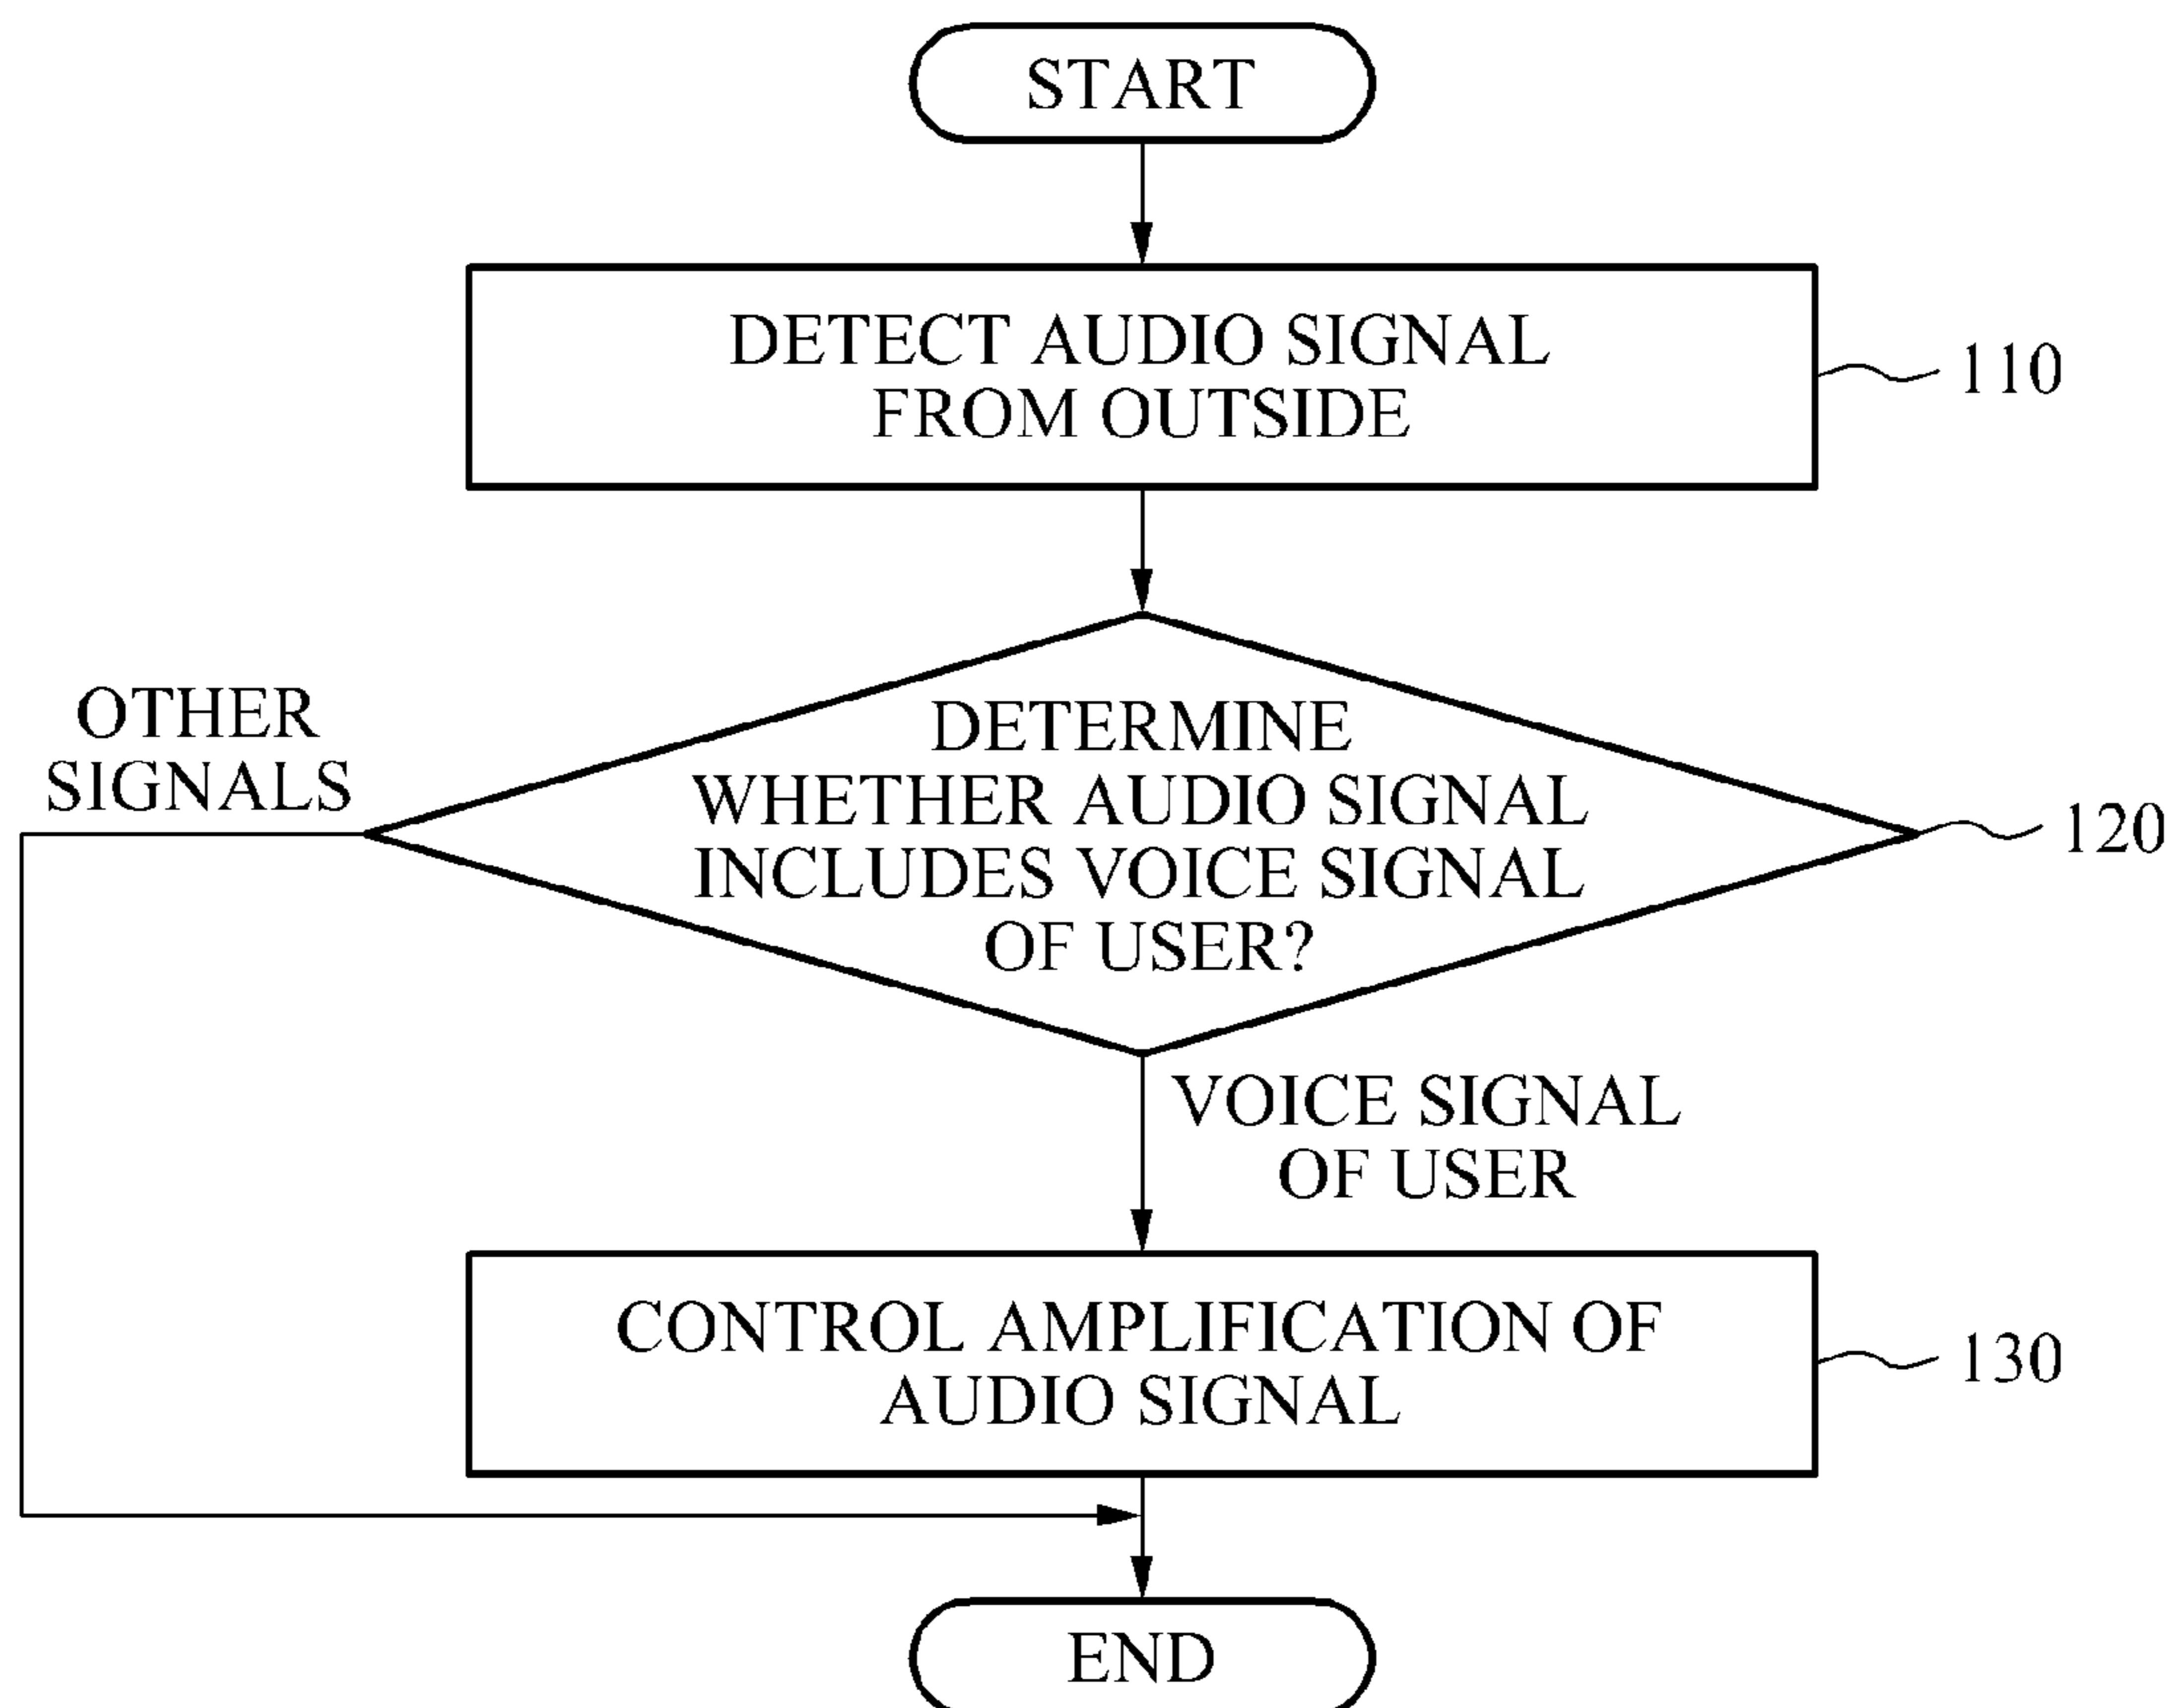 START
DETECT AUDIO SIGNAL
FROM OUTSIDE
110
OTHER
SIGNALS
DETERMINE
WHETHER AUDIO SIGNAL
INCLUDES VOICE SIGNAL
OF USER?
120
VOICE SIGNAL
OF USER
CONTROL AMPLIFICATION OF
AUDIO SIGNAL
130
END